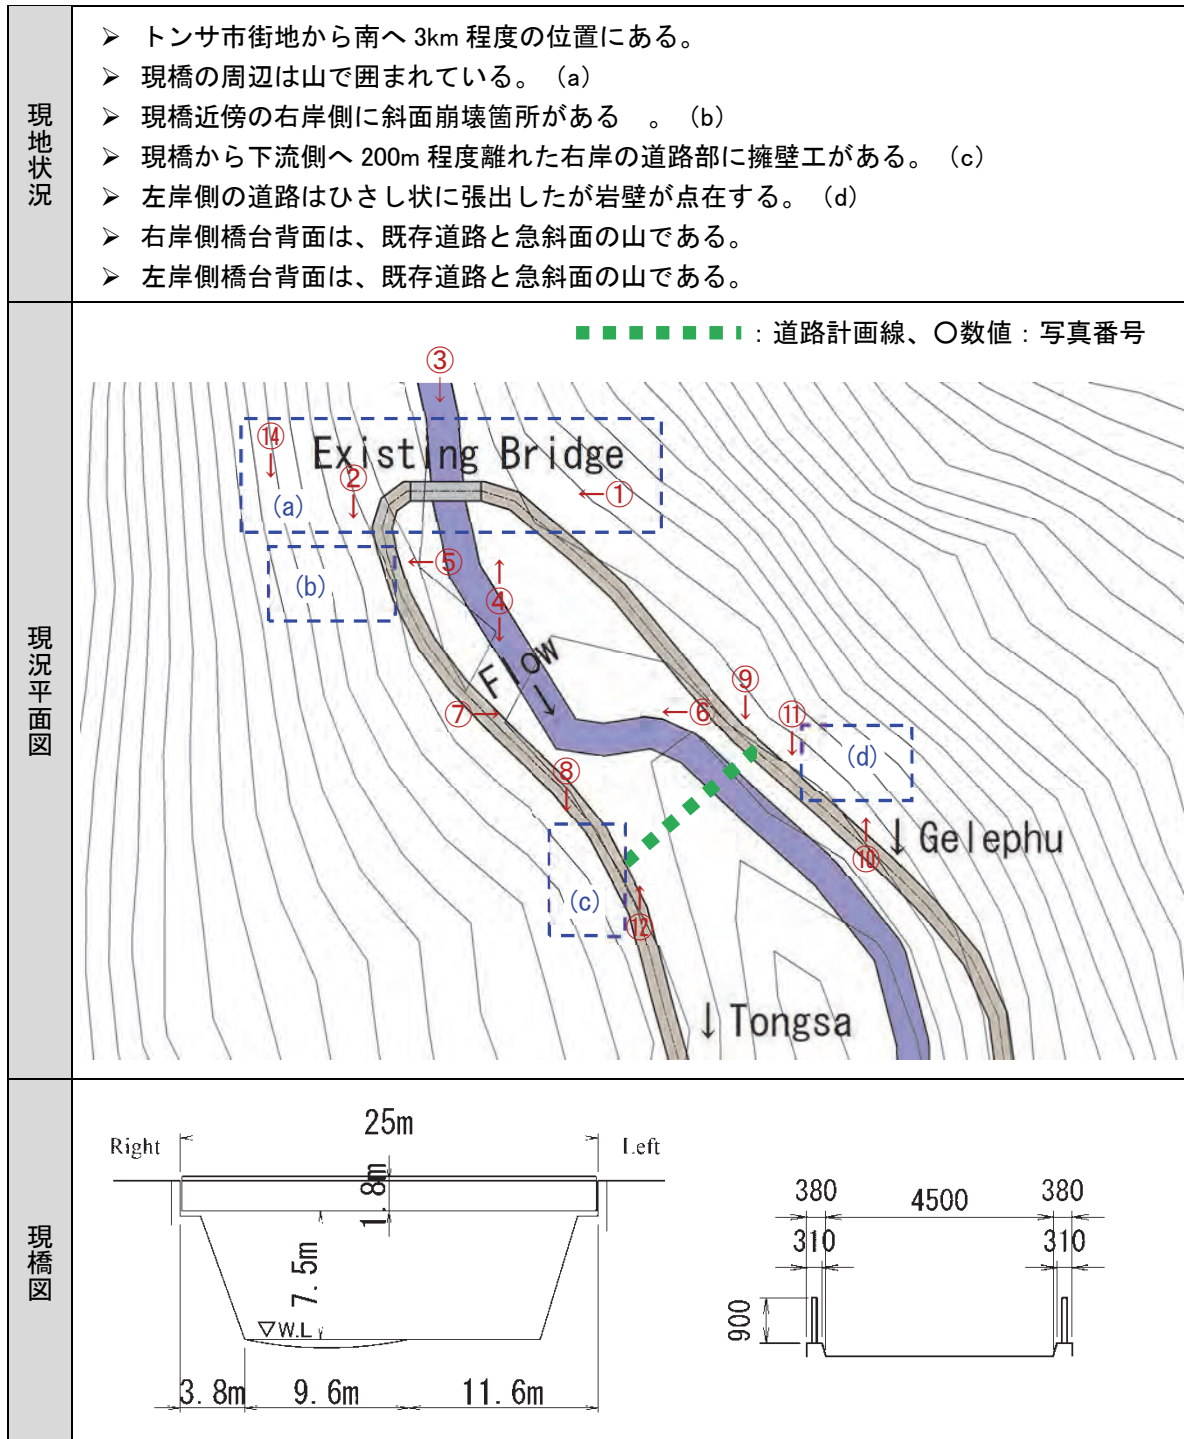 現地状況
➢ トンサ市街地から南へ 3km 程度の位置にある。
➢ 現橋の周辺は山で囲まれている。 (a)
➢ 現橋近傍の右岸側に斜面崩壊箇所がある 。 (b)
➢ 現橋から下流側へ 200m 程度離れた右岸の道路部に擁壁工がある。 (c)
➢ 左岸側の道路はひさし状に張出したが岩壁が点在する。 (d)
➢ 右岸側橋台背面は、既存道路と急斜面の山である。
➢ 左岸側橋台背面は、既存道路と急斜面の山である。
現況平面図
：道路計画線、〇数値：写真番号
③
↓
⑭
↓
Existing Bridge
②
↓
←①
(a)
(b)
←⑤
↑
④
↓
Flow
↓
⑦→
←⑥
⑨
↓
⑪
↓
(d)
⑧
↓
↑
⑩
↓Gelephu
(c)
↑
⑫
↓Tongsa
現橋図
25m
Right
Left
1.8m
7.5m
▽W.L
3.8m
9.6m
11.6m
380
4500
380
310
310
900